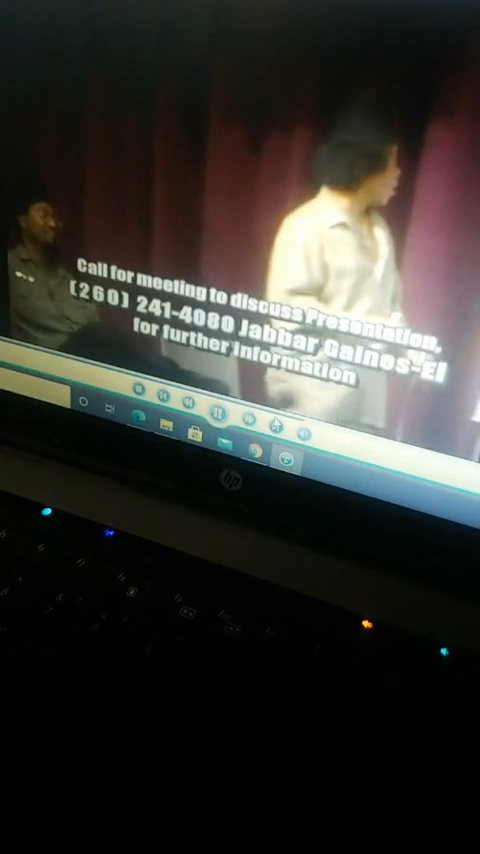 Call for meeting to discuss Presentation,
(260) 241-4080 Jabbar Gaines-El
for further information
hp